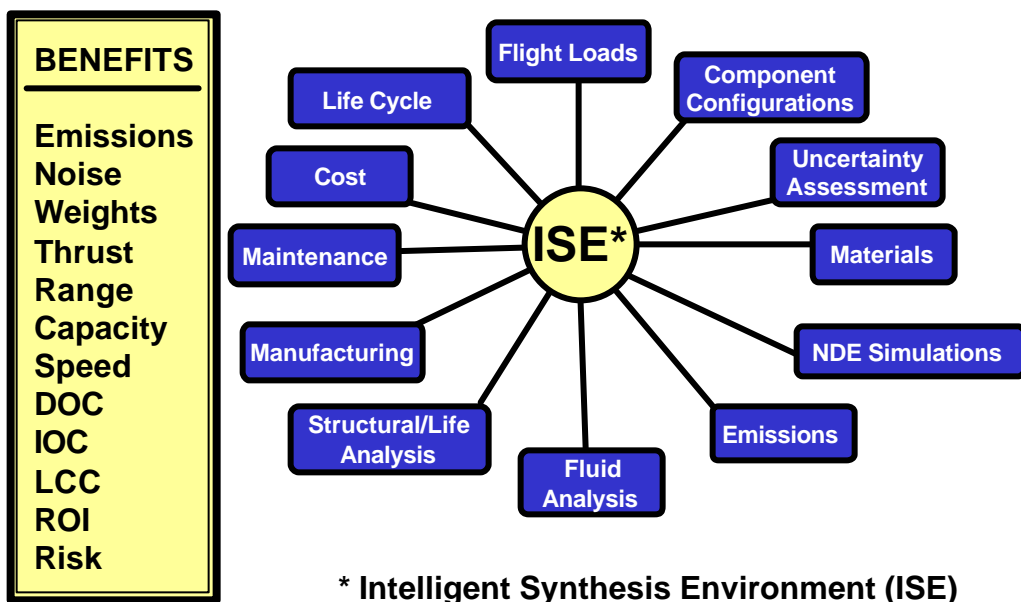 BENEFITS
Emissions
Noise
Weights
Thrust
Range
Capacity
Speed
DOC
IOC
LCC
ROI
Risk
Flight Loads
Component
Configurations
Uncertainty
Assessment
Materials
NDE Simulations
Emissions
Fluid
Analysis
Structural/Life
Analysis
Manufacturing
Maintenance
Cost
Life Cycle
ISE*
* Intelligent Synthesis Environment (ISE)